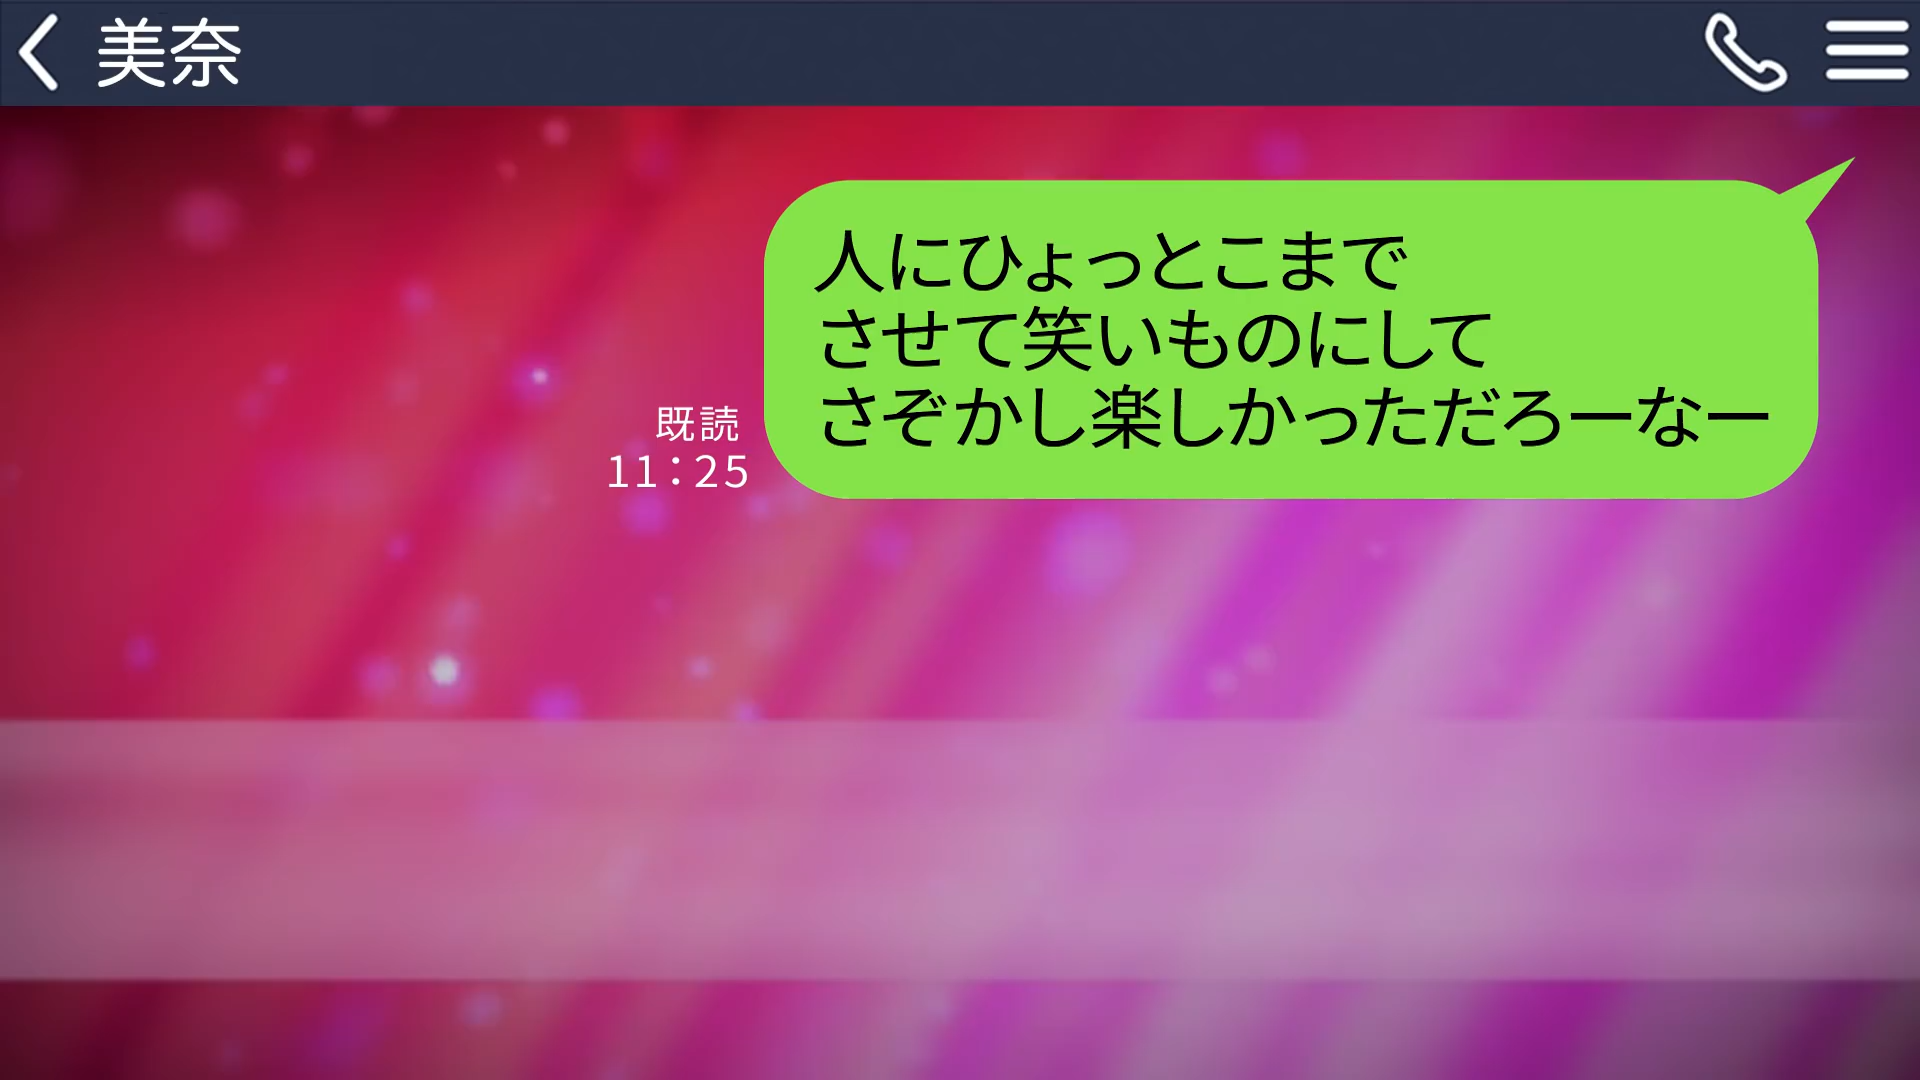 美奈
人にひょっとこまで
させて笑いものにして
さぞかし楽しかっただろーなー
既読
11:25